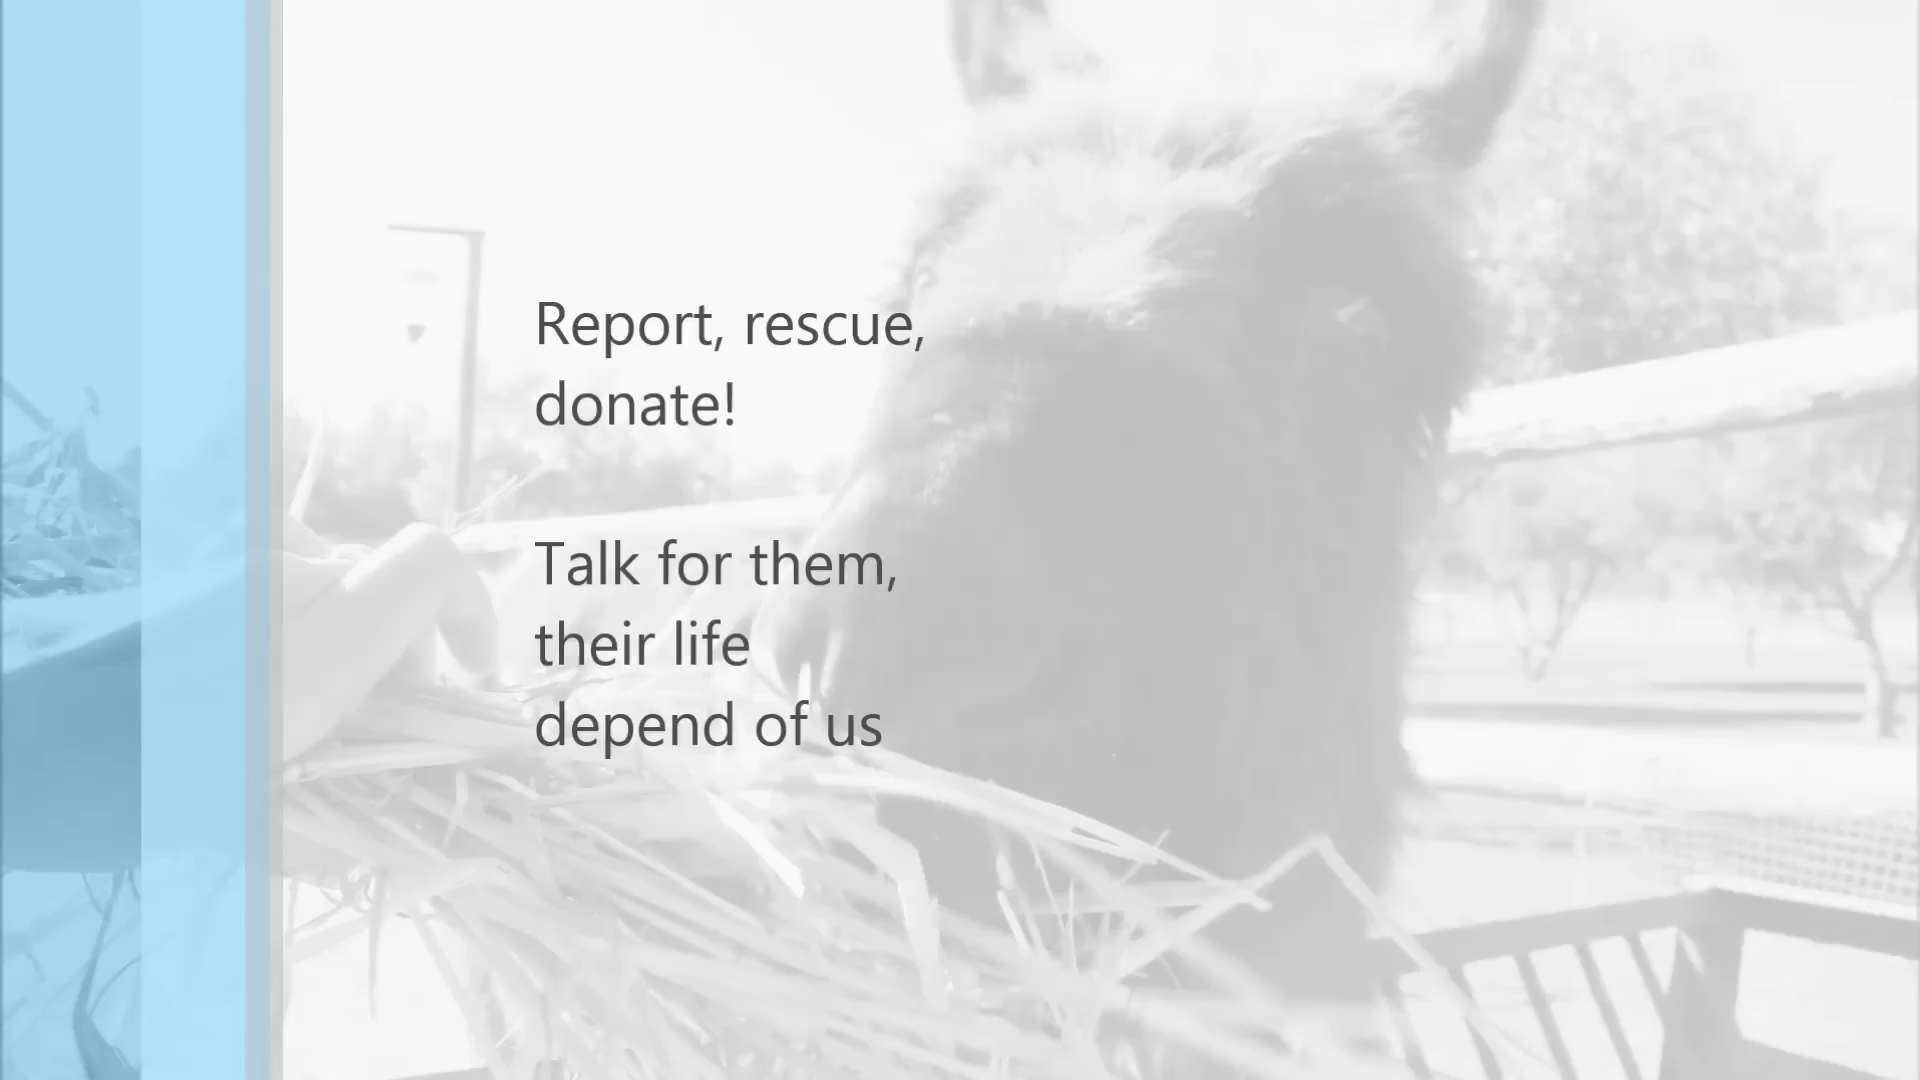 Report, rescue,
donate!
Talk for them,
their life
depend of us